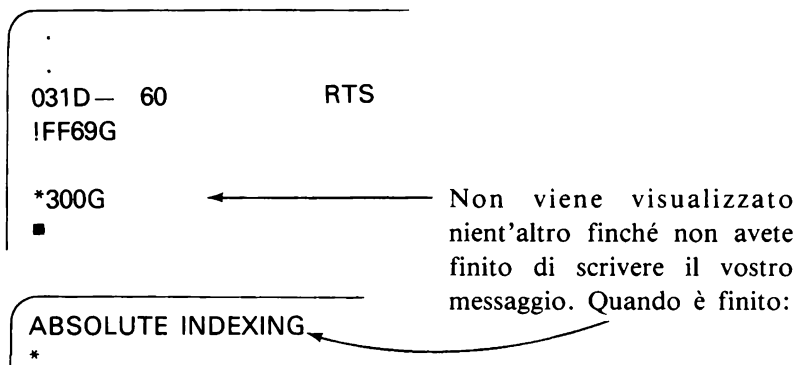 .
.
031D— 60 RTS
!FF69G
*300G
■
Non viene visualizzato
nient'altro finché non avete
finito di scrivere il vostro
messaggio. Quando è finito:
ABSOLUTE INDEXING
*